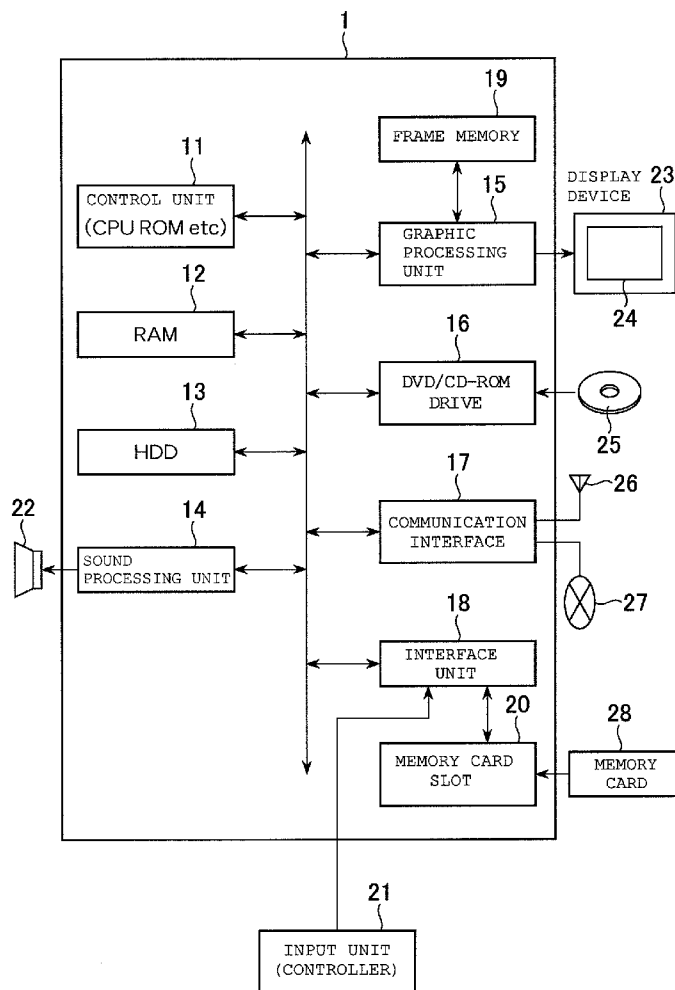 1
19
FRAME MEMORY
11
CONTROL UNIT
(CPU ROM etc)
15
GRAPHIC
PROCESSING
UNIT
DISPLAY
DEVICE
23
24
12
RAM
16
DVD/CD-ROM
DRIVE
25
13
HDD
17
COMMUNICATION
INTERFACE
26
27
22
14
SOUND
PROCESSING UNIT
18
INTERFACE
UNIT
20
MEMORY CARD
SLOT
28
MEMORY
CARD
21
INPUT UNIT
(CONTROLLER)